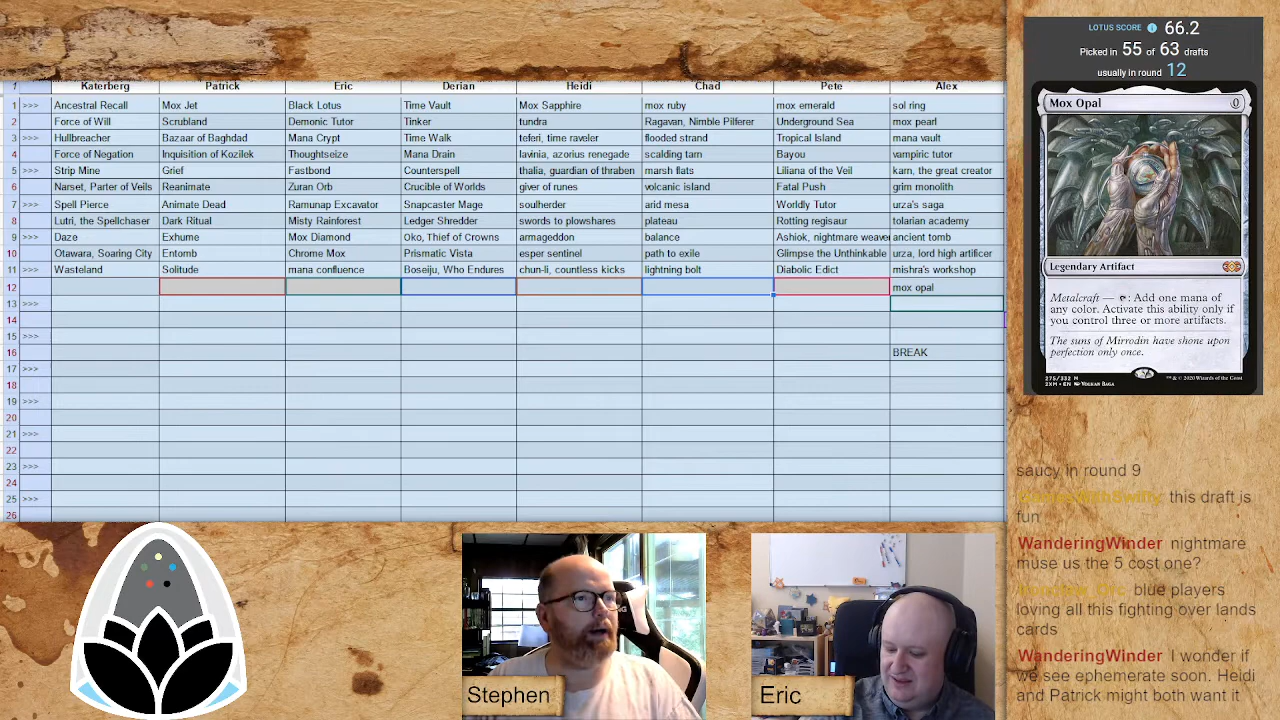 Katerberg Patrick Eric Derian Heidi Chad Pete Alex
1 >>> Ancestral Recall Mox Jet Black Lotus Time Vault Mox Sapphire mox ruby mox emerald sol ring
2 Force of Will Scrubland Demonic Tutor Tinker tundra Ragavan, Nimble Pilferer Underground Sea mox pearl
3 >>> Hullbreacher Bazaar of Baghdad Mana Crypt Time Walk teferi, time raveler flooded strand Tropical Island mana vault
4 Force of Negation Inquisition of Kozilek Thoughtseize Mana Drain lavinia, azorius renegade scalding tarn Bayou vampiric tutor
5 >>> Strip Mine Grief Fastbond Counterspell thalia, guardian of thraben marsh flats Liliana of the Veil karn, the great creator
6 Narset, Parter of Veils Reanimate Zuran Orb Crucible of Worlds giver of runes volcanic island Fatal Push grim monolith
7 >>> Spell Pierce Animate Dead Ramunap Excavator Snapcaster Mage soulherder arid mesa Worldly Tutor urza's saga
8 Lutri, the Spellchaser Dark Ritual Misty Rainforest Ledger Shredder swords to plowshares plateau Rotting regisaur tolarian academy
9 >>> Daze Exhume Mox Diamond Oko, Thief of Crowns armageddon balance Ashiok, nightmare weaver ancient tomb
10 Otawara, Soaring City Entomb Chrome Mox Prismatic Vista esper sentinel path to exile Glimpse the Unthinkable urza, lord high artificer
11 >>> Wasteland Solitude mana confluence Boseiju, Who Endures chun-li, countless kicks lightning bolt Diabolic Edict mishra's workshop
12 mox opal
13 >>>
14
15 >>>
16 BREAK
17 >>>
18
19 >>>
20
21 >>>
22
23 >>>
24
25 >>>
26
LOTUS SCORE i 66.2
Picked in 55 of 63 drafts
usually in round 12
Mox Opal 0
Legendary Artifact
Metalcraft — T: Add one mana of
any color. Activate this ability only if
you control three or more artifacts.
The suns of Mirrodin have shone upon
perfection only once.
275/332 M
2XM • EN VOLKAN BAĞA
™ & © 2020 Wizards of the Coast
saucy in round 9
this draft is
fun
WanderingWinder nightmare
muse us the 5 cost one?
blue players
loving all this fighting over lands
cards
WanderingWinder I wonder if
we see ephemerate soon. Heidi
and Patrick might both want it
Stephen
Eric